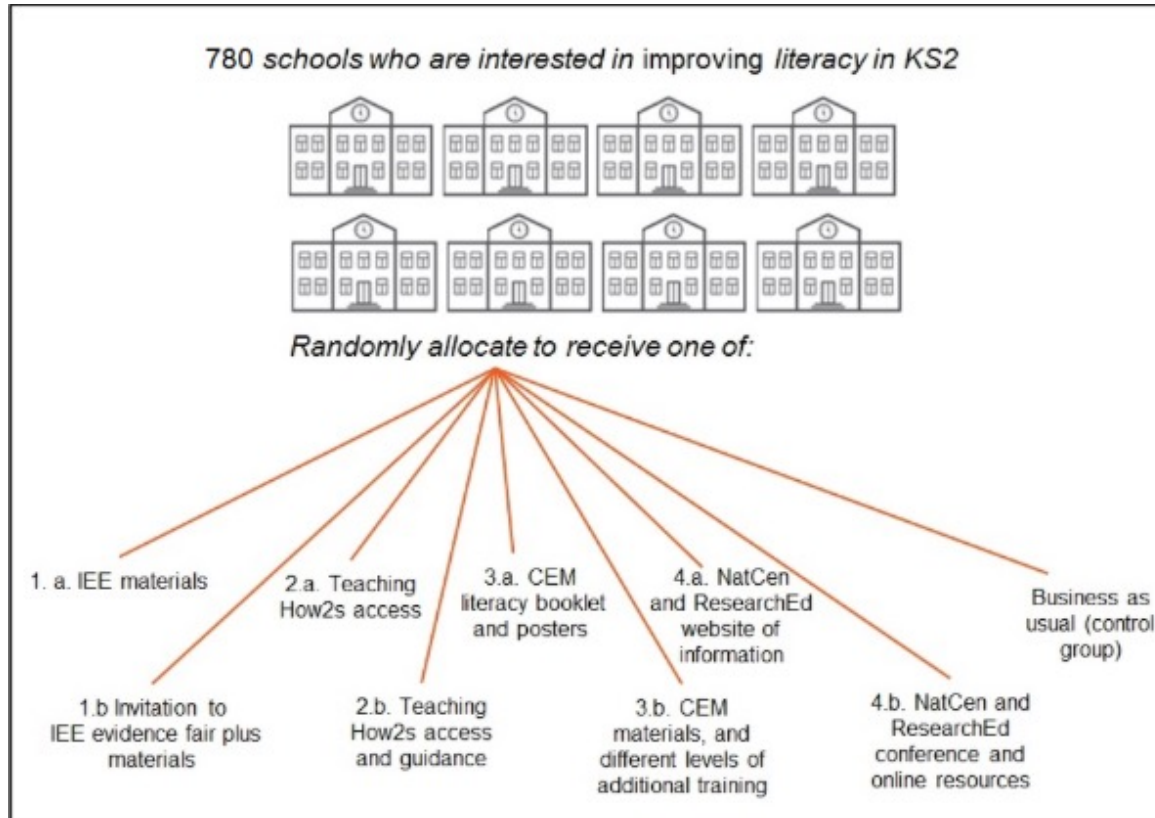 780 schools who are interested in improving literacy in KS2
Randomly allocate to receive one of:
1. a. IEE materials
2.a. Teaching
How2s access
3.a. CEM
literacy booklet
and posters
4.a. NatCen
and ResearchEd
website of
information
Business as
usual (control
group)
1.b Invitation to
IEE evidence fair plus
materials
2.b. Teaching
How2s access
and guidance
3.b. CEM
materials, and
different levels of
additional training
4.b. NatCen and
ResearchEd
conference and
online resources